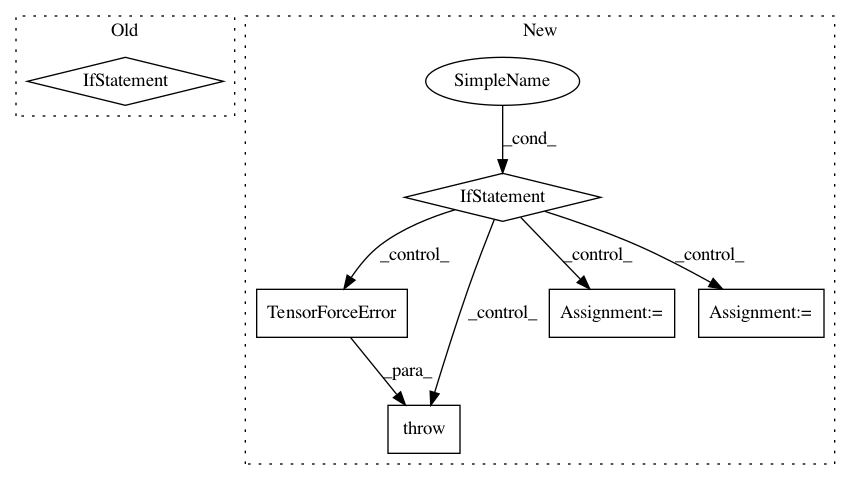 Old
New
IfStatement
SimpleName
_cond_
IfStatement
_control_
_control_
_control_
_control_
TensorForceError
Assignment:=
Assignment:=
_para_
throw